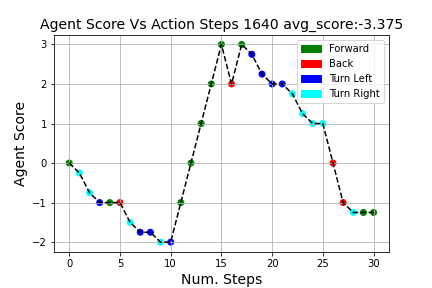 Agent Score Vs Action Steps 1640 avg_score:-3.375
Agent Score
3
2
1
0
−1
−2
Forward
Back
Turn Left
Turn Right
0 5 10 15 20 25 30
Num. Steps